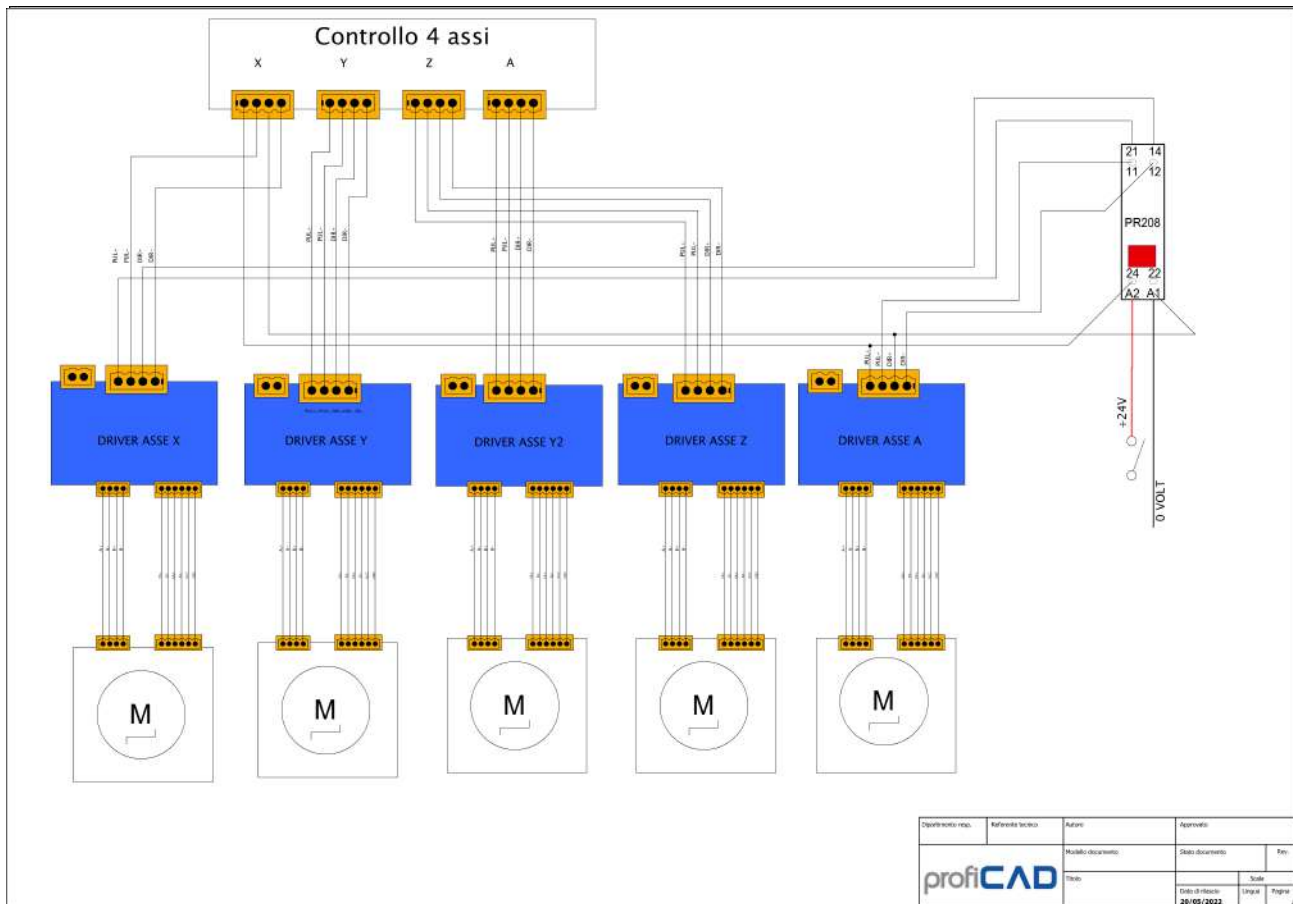 Controllo 4 assi
X Y Z A
21 14
11 12
PR208
24 22
A2 A1
PUL- PUL- DIR- DIR-
PUL- PUL- DIR- DIR-
PUL- PUL- DIR- DIR-
PUL- PUL- DIR- DIR-
PUL- PUL- DIR- DIR-
DRIVER ASSE X
DRIVER ASSE Y
DRIVER ASSE Y2
DRIVER ASSE Z
DRIVER ASSE A
+24V
0 VOLT
M
M
M
M
M
Dipartimento resp. Referente tecnico Autore Approvato
Modello documento Stato documento Rev.
profiCAD
Titolo
Scala
Data di rilascio Lingua Pagina
20/05/2022